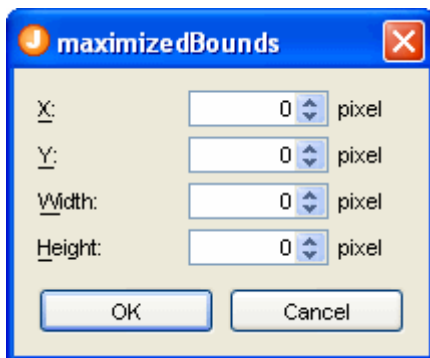 maximizedBounds
X: 0 pixel
Y: 0 pixel
Width: 0 pixel
Height: 0 pixel
OK Cancel